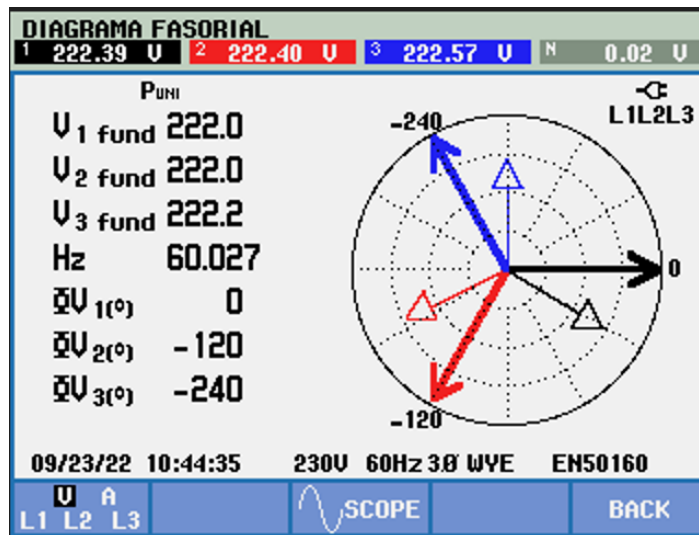 DIAGRAMA FASORIAL
1 222.39 V 2 222.40 V 3 222.57 V N 0.02 V
PUNI
L1L2L3
V1 fund 222.0
V2 fund 222.0
V3 fund 222.2
Hz 60.027
ΦV1(°) 0
ΦV2(°) -120
ΦV3(°) -240
-240
0
-120
09/23/22 10:44:35 230V 60Hz 3Ø WYE EN50160
V A
L1 L2 L3
SCOPE
BACK